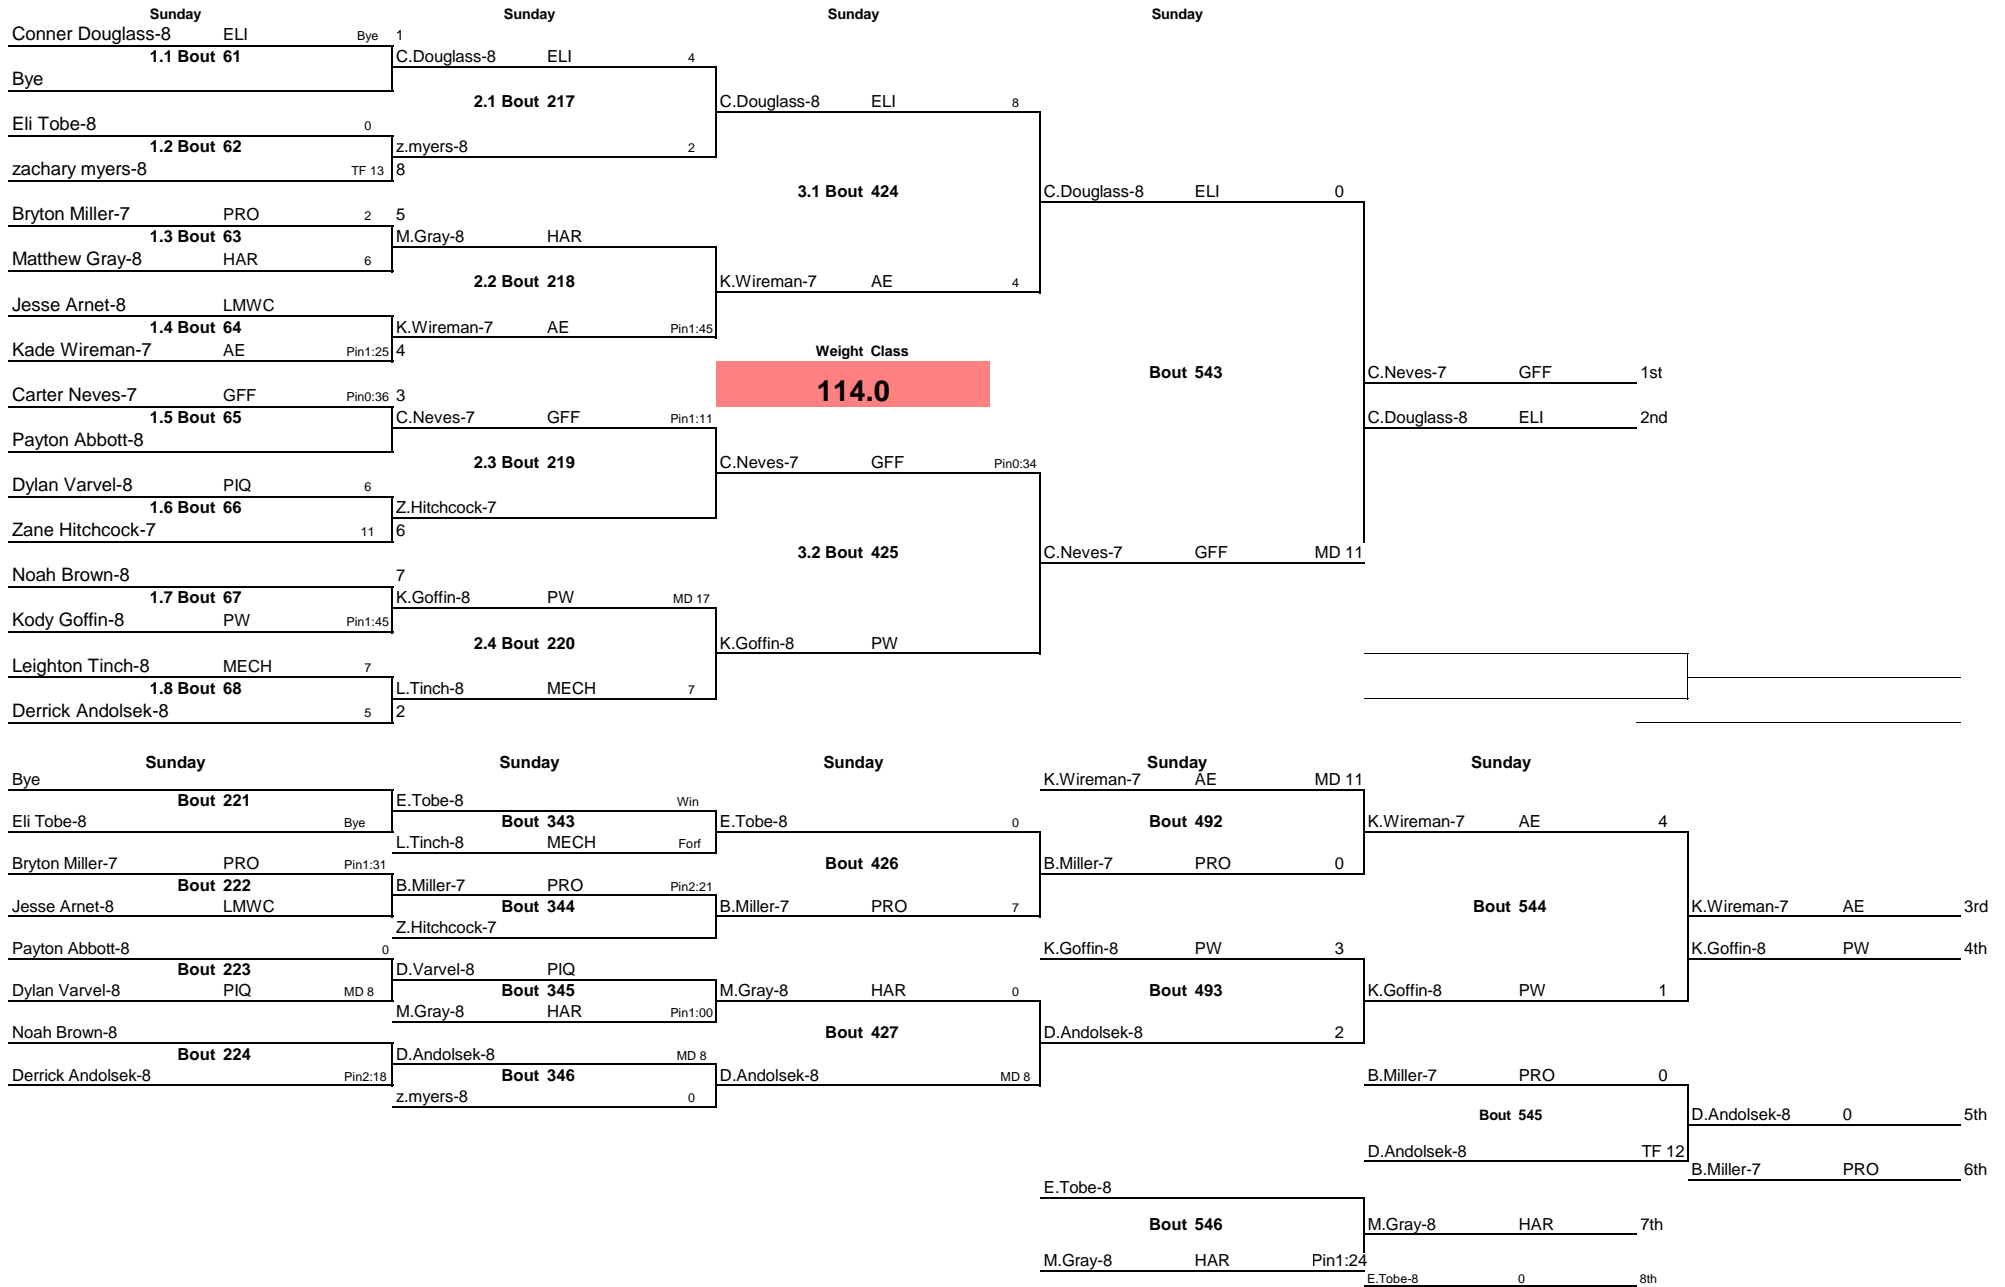 Sunday Sunday Sunday Sunday
Conner Douglass-8 ELI Bye 1
1.1 Bout 61 C.Douglass-8 ELI 4
Bye
2.1 Bout 217 C.Douglass-8 ELI 8
Eli Tobe-8 0
1.2 Bout 62 z.myers-8 2
zachary myers-8 TF 13 8
3.1 Bout 424 C.Douglass-8 ELI 0
Bryton Miller-7 PRO 2 5
1.3 Bout 63 M.Gray-8 HAR
Matthew Gray-8 HAR 6
2.2 Bout 218 K.Wireman-7 AE 4
Jesse Arnet-8 LMWC
1.4 Bout 64 K.Wireman-7 AE Pin1:45
Kade Wireman-7 AE Pin1:25 4 Weight Class
Bout 543 C.Neves-7 GFF 1st
Carter Neves-7 GFF Pin0:36 3 114.0
1.5 Bout 65 C.Neves-7 GFF Pin1:11 C.Douglass-8 ELI 2nd
Payton Abbott-8
2.3 Bout 219 C.Neves-7 GFF Pin0:34
Dylan Varvel-8 PIQ 6
1.6 Bout 66 Z.Hitchcock-7
Zane Hitchcock-7 11 6
3.2 Bout 425 C.Neves-7 GFF MD 11
Noah Brown-8 7
1.7 Bout 67 K.Goffin-8 PW MD 17
Kody Goffin-8 PW Pin1:45
2.4 Bout 220 K.Goffin-8 PW
Leighton Tinch-8 MECH 7
1.8 Bout 68 L.Tinch-8 MECH 7
Derrick Andolsek-8 5 2
Sunday Sunday Sunday Sunday Sunday
Bye K.Wireman-7 AE MD 11
Bout 221 E.Tobe-8 Win
Eli Tobe-8 Bye Bout 343 E.Tobe-8 0 Bout 492 K.Wireman-7 AE 4
L.Tinch-8 MECH Forf
Bryton Miller-7 PRO Pin1:31 Bout 426 B.Miller-7 PRO 0
Bout 222 B.Miller-7 PRO Pin2:21
Jesse Arnet-8 LMWC Bout 344 B.Miller-7 PRO 7 Bout 544 K.Wireman-7 AE 3rd
Z.Hitchcock-7
Payton Abbott-8 0 K.Goffin-8 PW 3 K.Goffin-8 PW 4th
Bout 223 D.Varvel-8 PIQ
Dylan Varvel-8 PIQ MD 8 Bout 345 M.Gray-8 HAR 0 Bout 493 K.Goffin-8 PW 1
M.Gray-8 HAR Pin1:00
Noah Brown-8 Bout 427 D.Andolsek-8 2
Bout 224 D.Andolsek-8 MD 8
Derrick Andolsek-8 Pin2:18 Bout 346 D.Andolsek-8 MD 8 B.Miller-7 PRO 0
z.myers-8 0
Bout 545 D.Andolsek-8 0 5th
D.Andolsek-8 TF 12
B.Miller-7 PRO 6th
E.Tobe-8
Bout 546 M.Gray-8 HAR 7th
M.Gray-8 HAR Pin1:24
E.Tobe-8 0 8th